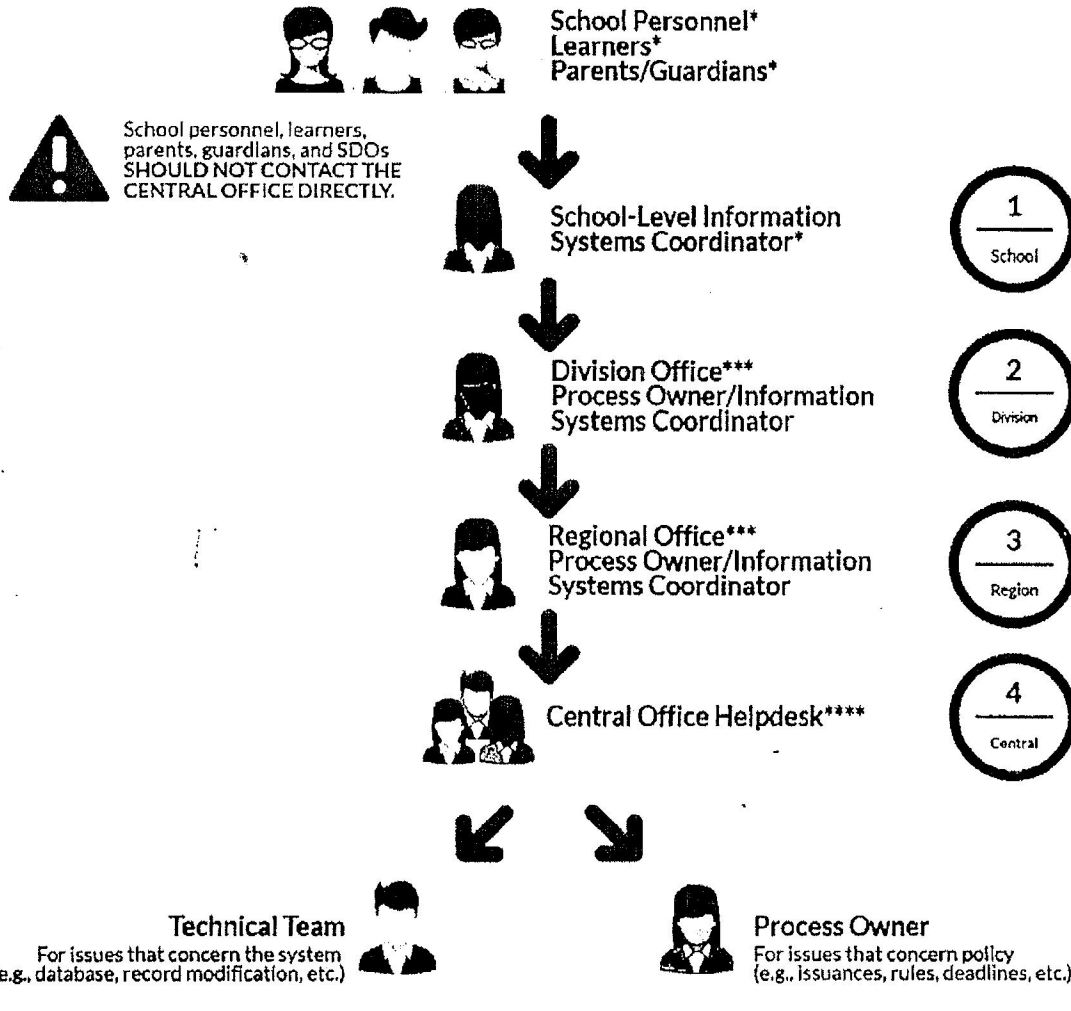 School Personnel*
Learners*
Parents/Guardians*
School personnel, learners,
parents, guardians, and SDOs
SHOULD NOT CONTACT THE
CENTRAL OFFICE DIRECTLY.
School-Level Information
Systems Coordinator*
1
School
Division Office***
Process Owner/Information
Systems Coordinator
2
Division
Regional Office***
Process Owner/Information
Systems Coordinator
3
Region
Central Office Helpdesk****
4
Central
Technical Team
For issues that concern the system
e.g., database, record modification, etc.)
Process Owner
For issues that concern policy
(e.g., issuances, rules, deadlines, etc.)